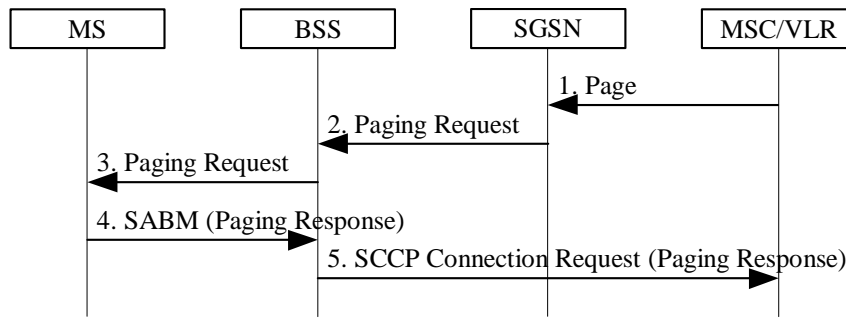 MS
BSS
SGSN
MSC/VLR
1. Page
2. Paging Request
3. Paging Request
4. SABM (Paging Response)
5. SCCP Connection Request (Paging Response)